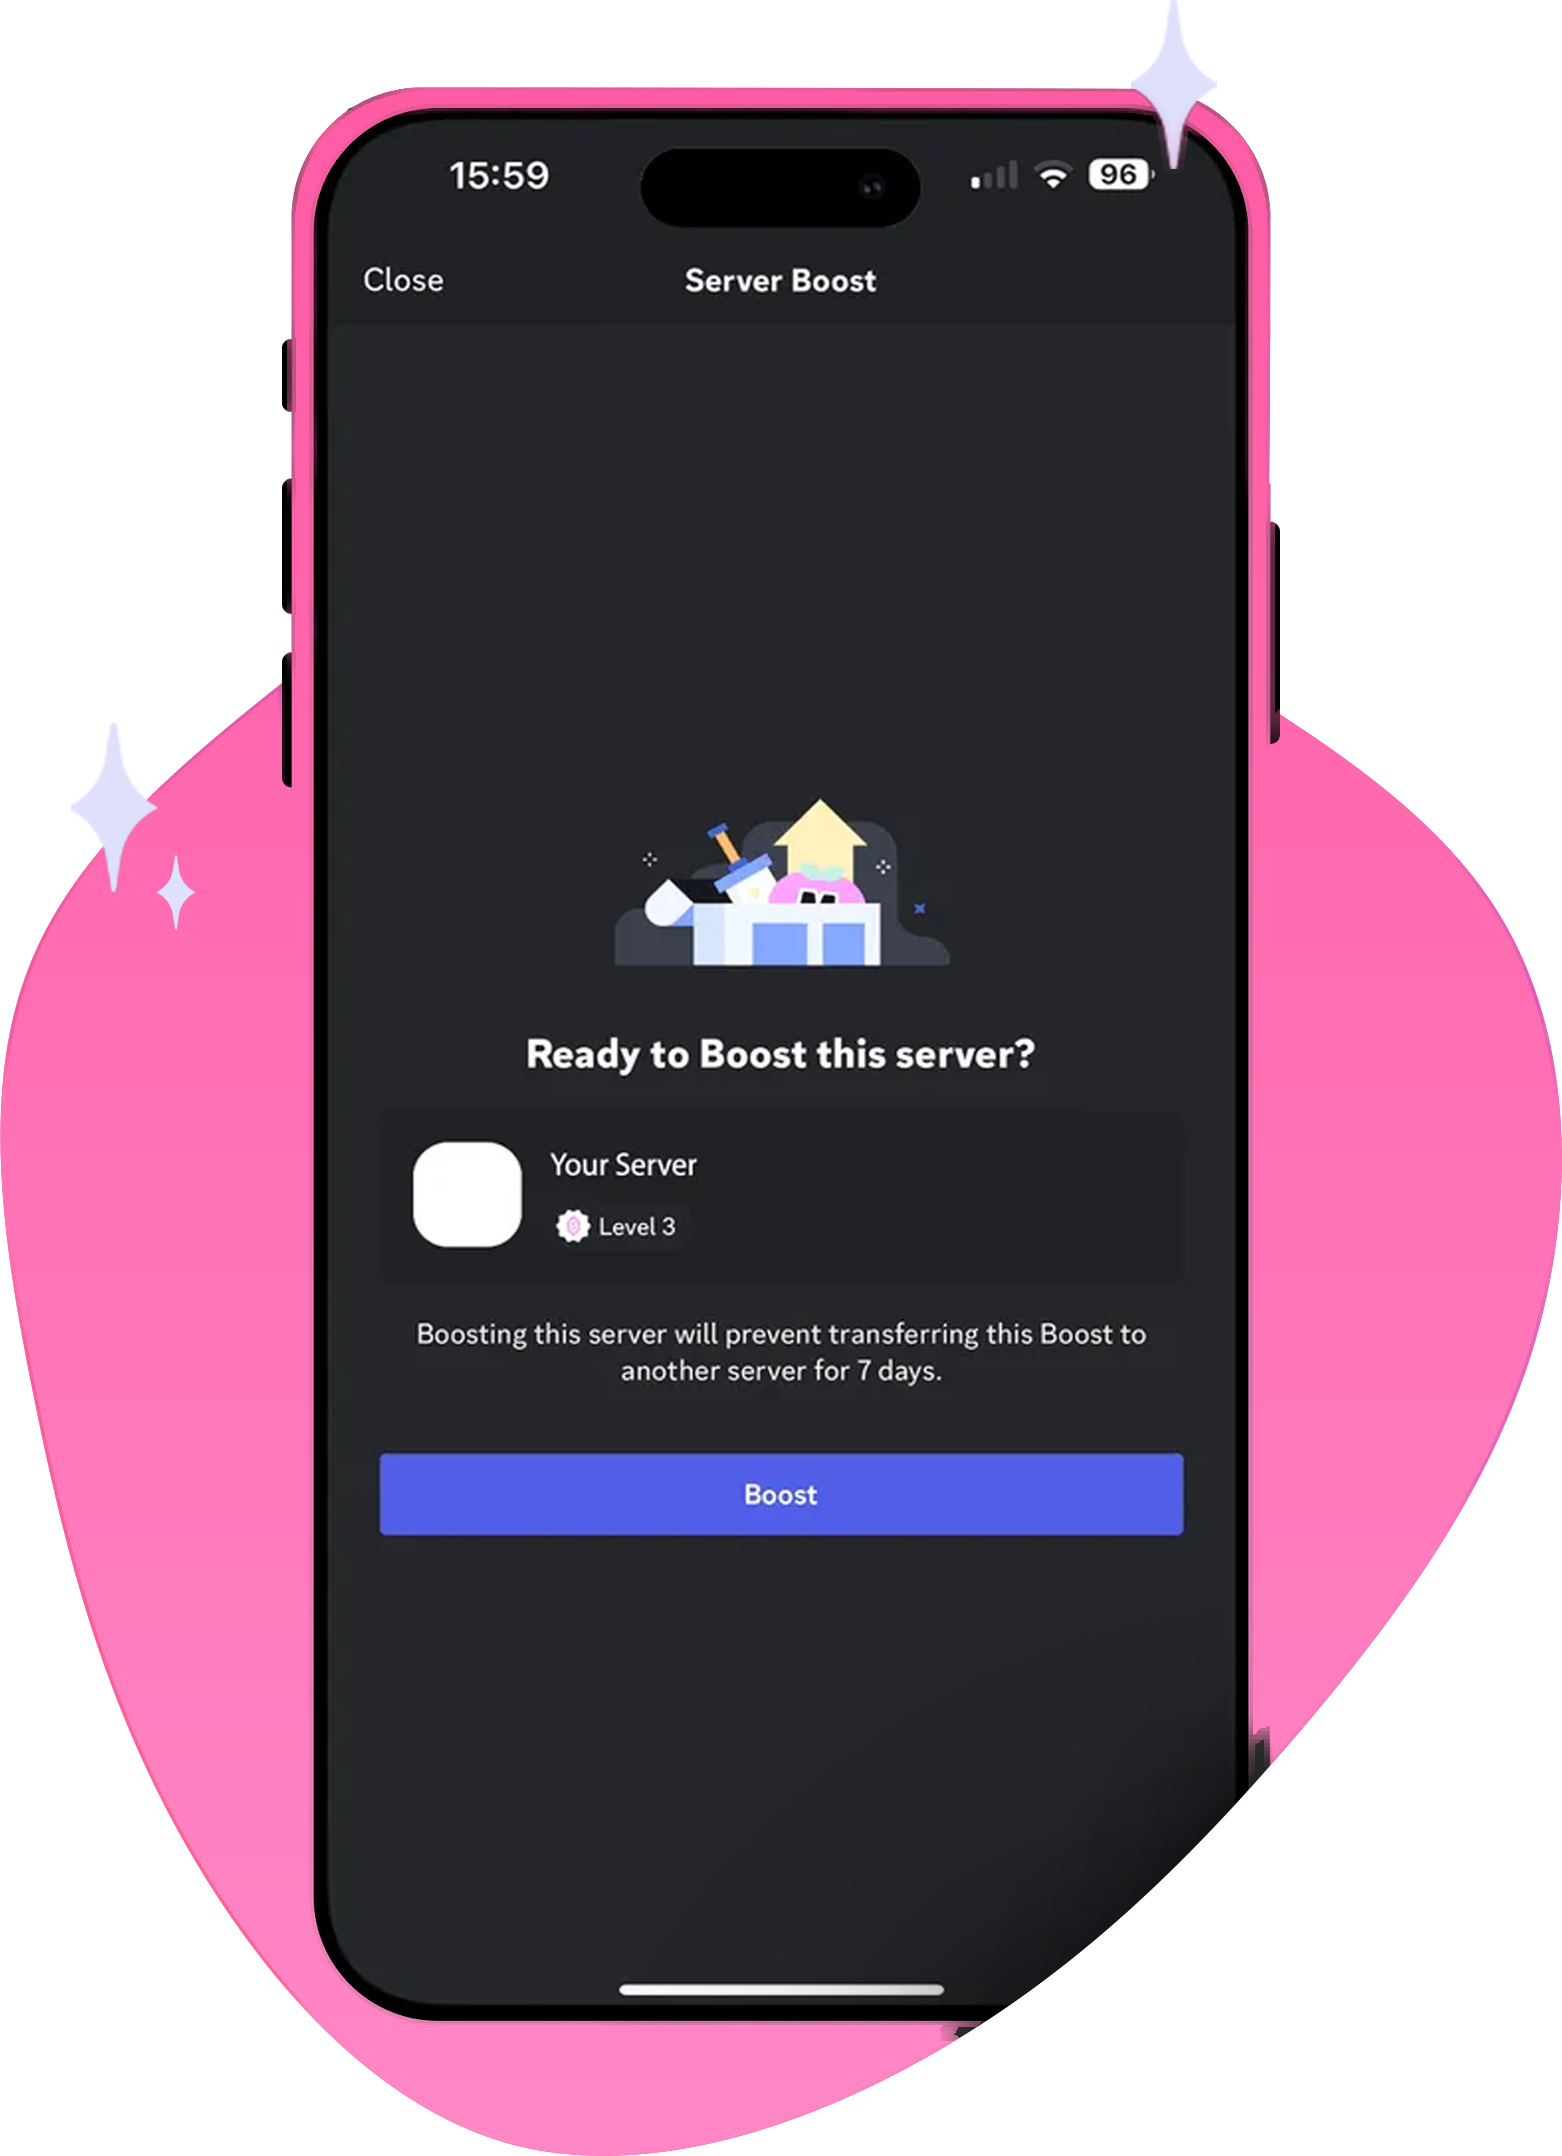 15:59
96
Close
Server Boost
Ready to Boost this server?
Your Server
Level 3
Boosting this server will prevent transferring this Boost to
another server for 7 days.
Boost